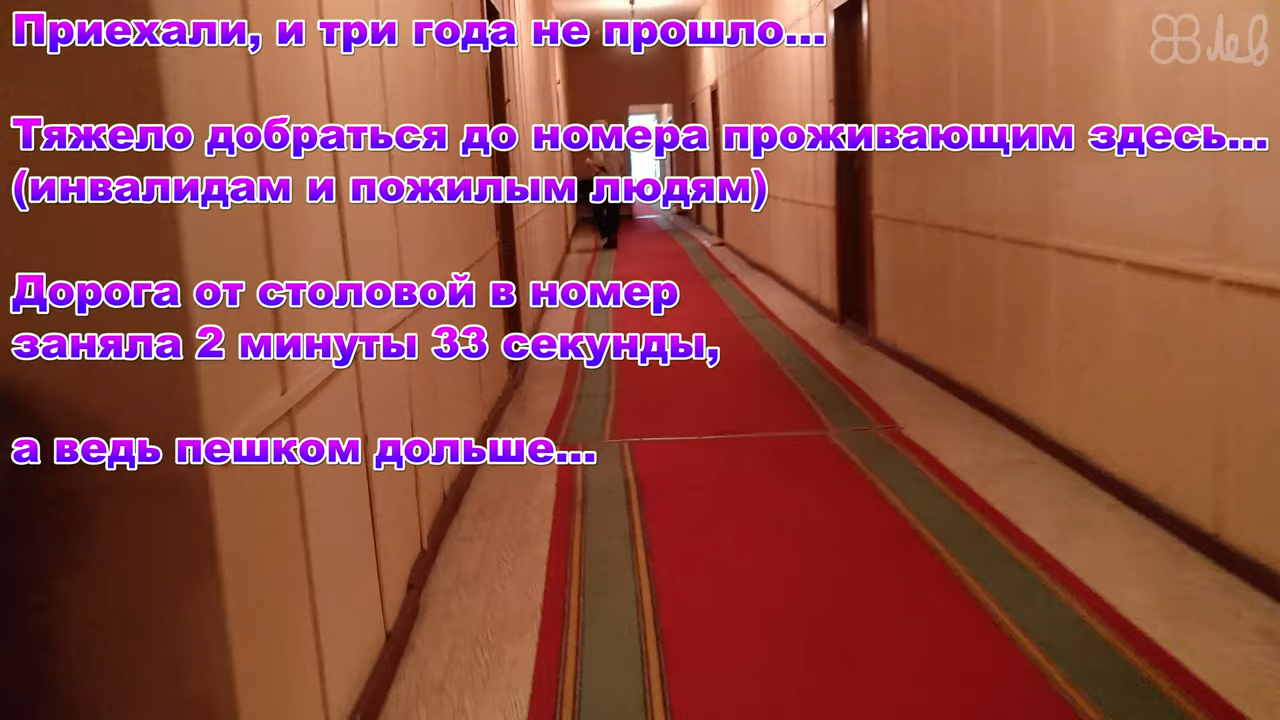 Приехали, и три года не прошло...
Лев
Тяжело добраться до номера проживающим здесь...
(инвалидам и пожилым людям)
Дорога от столовой в номер
заняла 2 минуты 33 секунды,
а ведь пешком дольше...